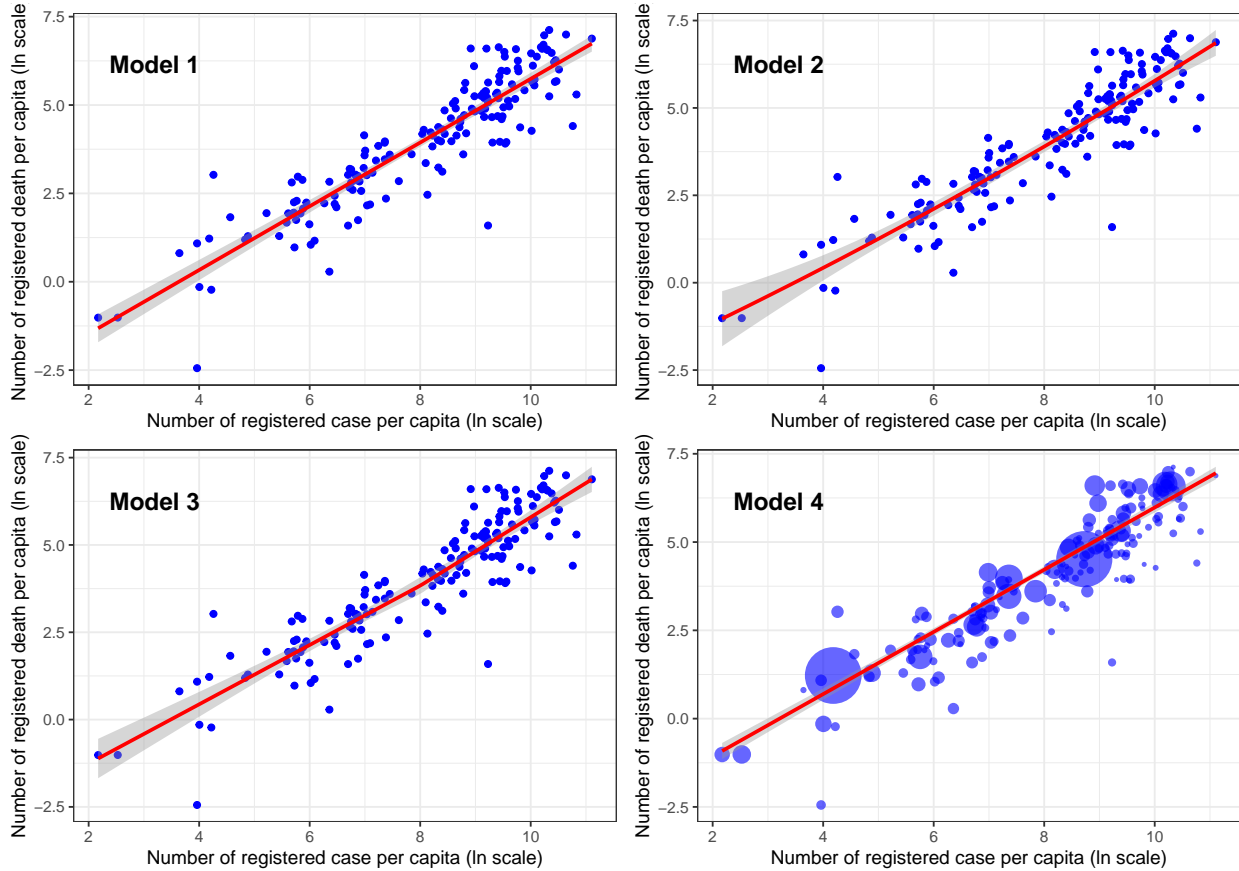 Number of registered death per capita (ln scale)
7.5
5.0
2.5
0.0
−2.5
Model 1
2 4 6 8 10
Number of registered case per capita (ln scale)
Number of registered death per capita (ln scale)
7.5
5.0
2.5
0.0
−2.5
Model 2
2 4 6 8 10
Number of registered case per capita (ln scale)
Number of registered death per capita (ln scale)
7.5
5.0
2.5
0.0
−2.5
Model 3
2 4 6 8 10
Number of registered case per capita (ln scale)
Number of registered death per capita (ln scale)
7.5
5.0
2.5
0.0
−2.5
Model 4
2 4 6 8 10
Number of registered case per capita (ln scale)